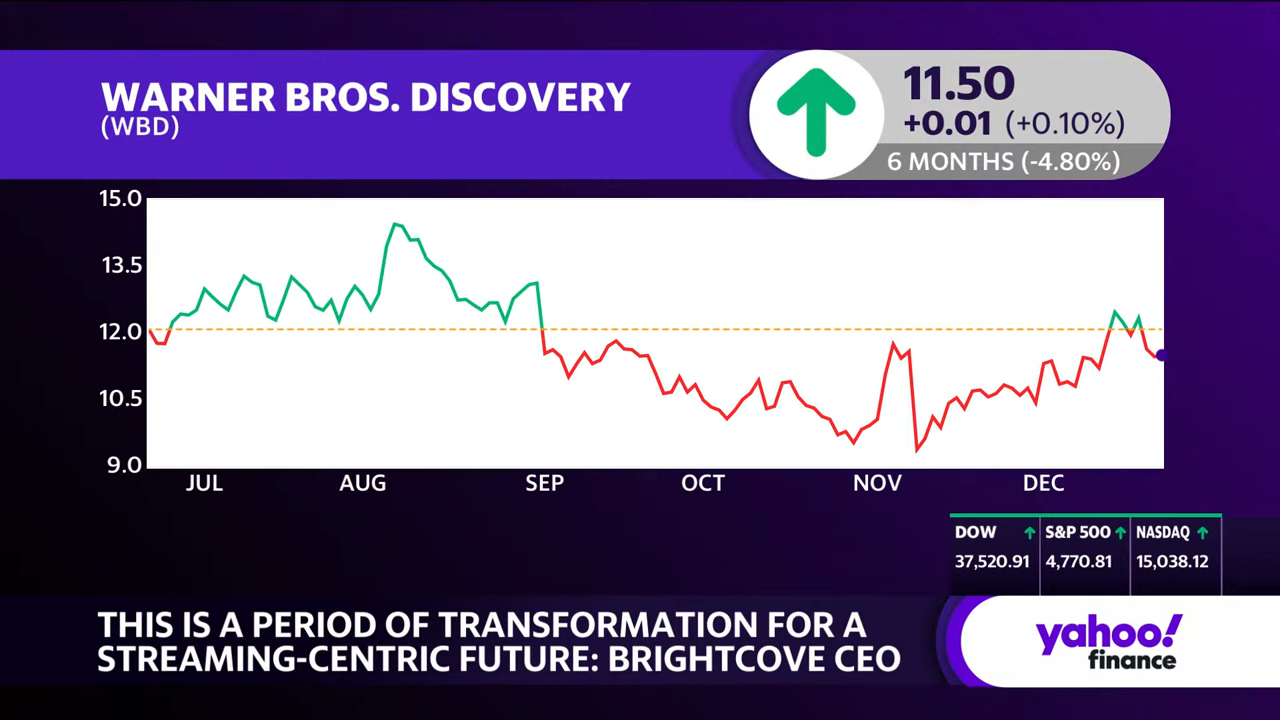 WARNER BROS. DISCOVERY
(WBD)
11.50
+0.01 (+0.10%)
6 MONTHS (-4.80%)
15.0
13.5
12.0
10.5
9.0
JUL AUG SEP OCT NOV DEC
DOW S&P 500 NASDAQ
37,520.91 4,770.81 15,038.12
THIS IS A PERIOD OF TRANSFORMATION FOR A
STREAMING-CENTRIC FUTURE: BRIGHTCOVE CEO
yahoo!
finance